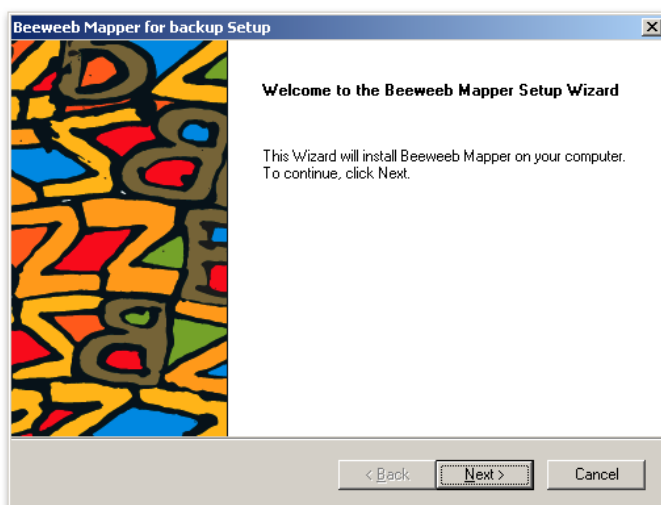 Beeweeb Mapper for backup Setup
Welcome to the Beeweeb Mapper Setup Wizard
This Wizard will install Beeweeb Mapper on your computer.
To continue, click Next.
< Back
Next >
Cancel